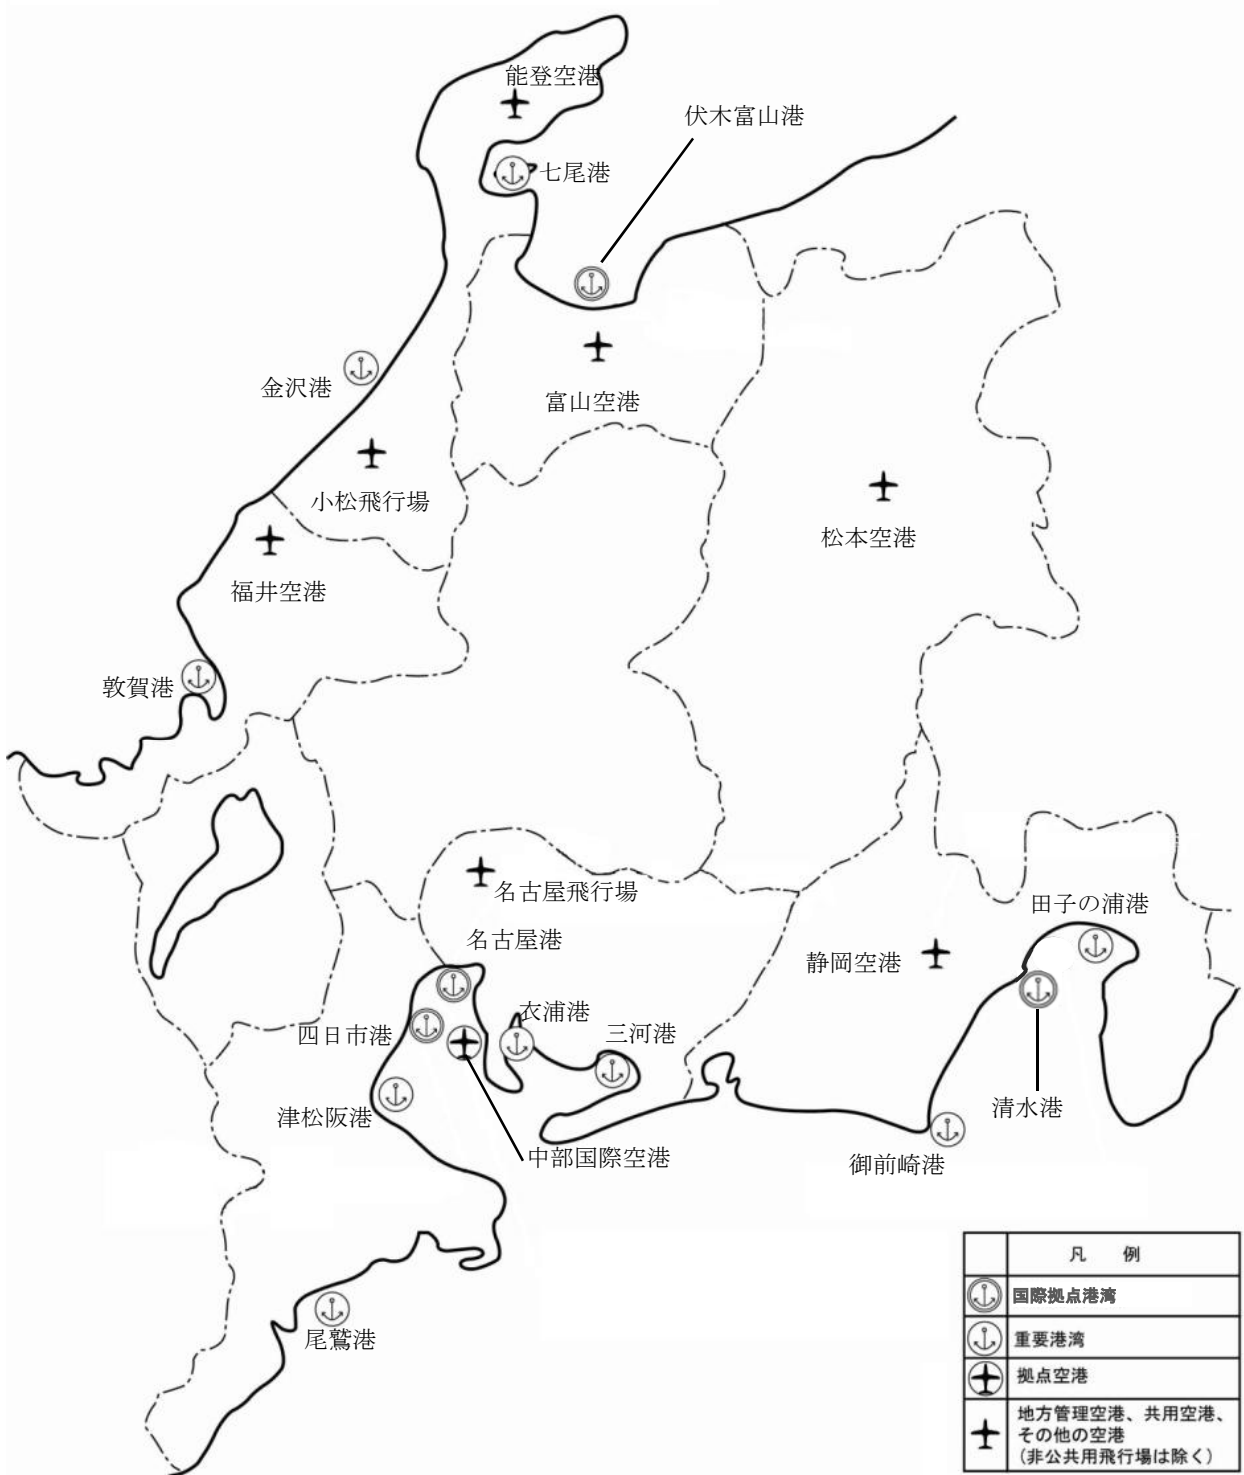 能登空港
伏木富山港
七尾港
金沢港
富山空港
小松飛行場
松本空港
福井空港
敦賀港
名古屋飛行場
田子の浦港
名古屋港
静岡空港
衣浦港
四日市港
三河港
津松阪港
清水港
中部国際空港
御前崎港
尾鷲港
凡 例
国際拠点港湾
重要港湾
拠点空港
地方管理空港、共用空港、
その他の空港
(非公共用飛行場は除く)